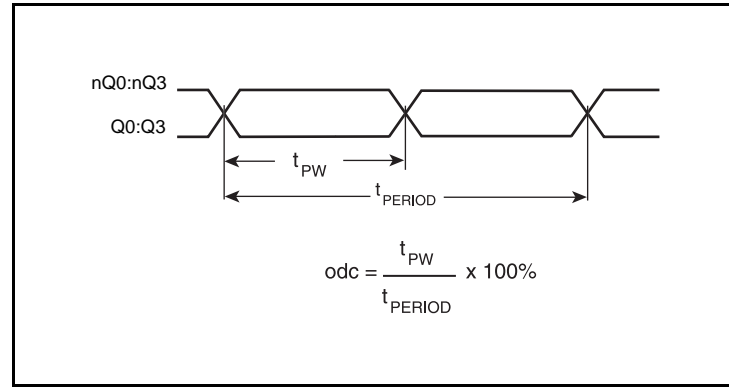 nQ0:nQ3
Q0:Q3
tPW
tPERIOD
odc = tPW / tPERIOD x 100%